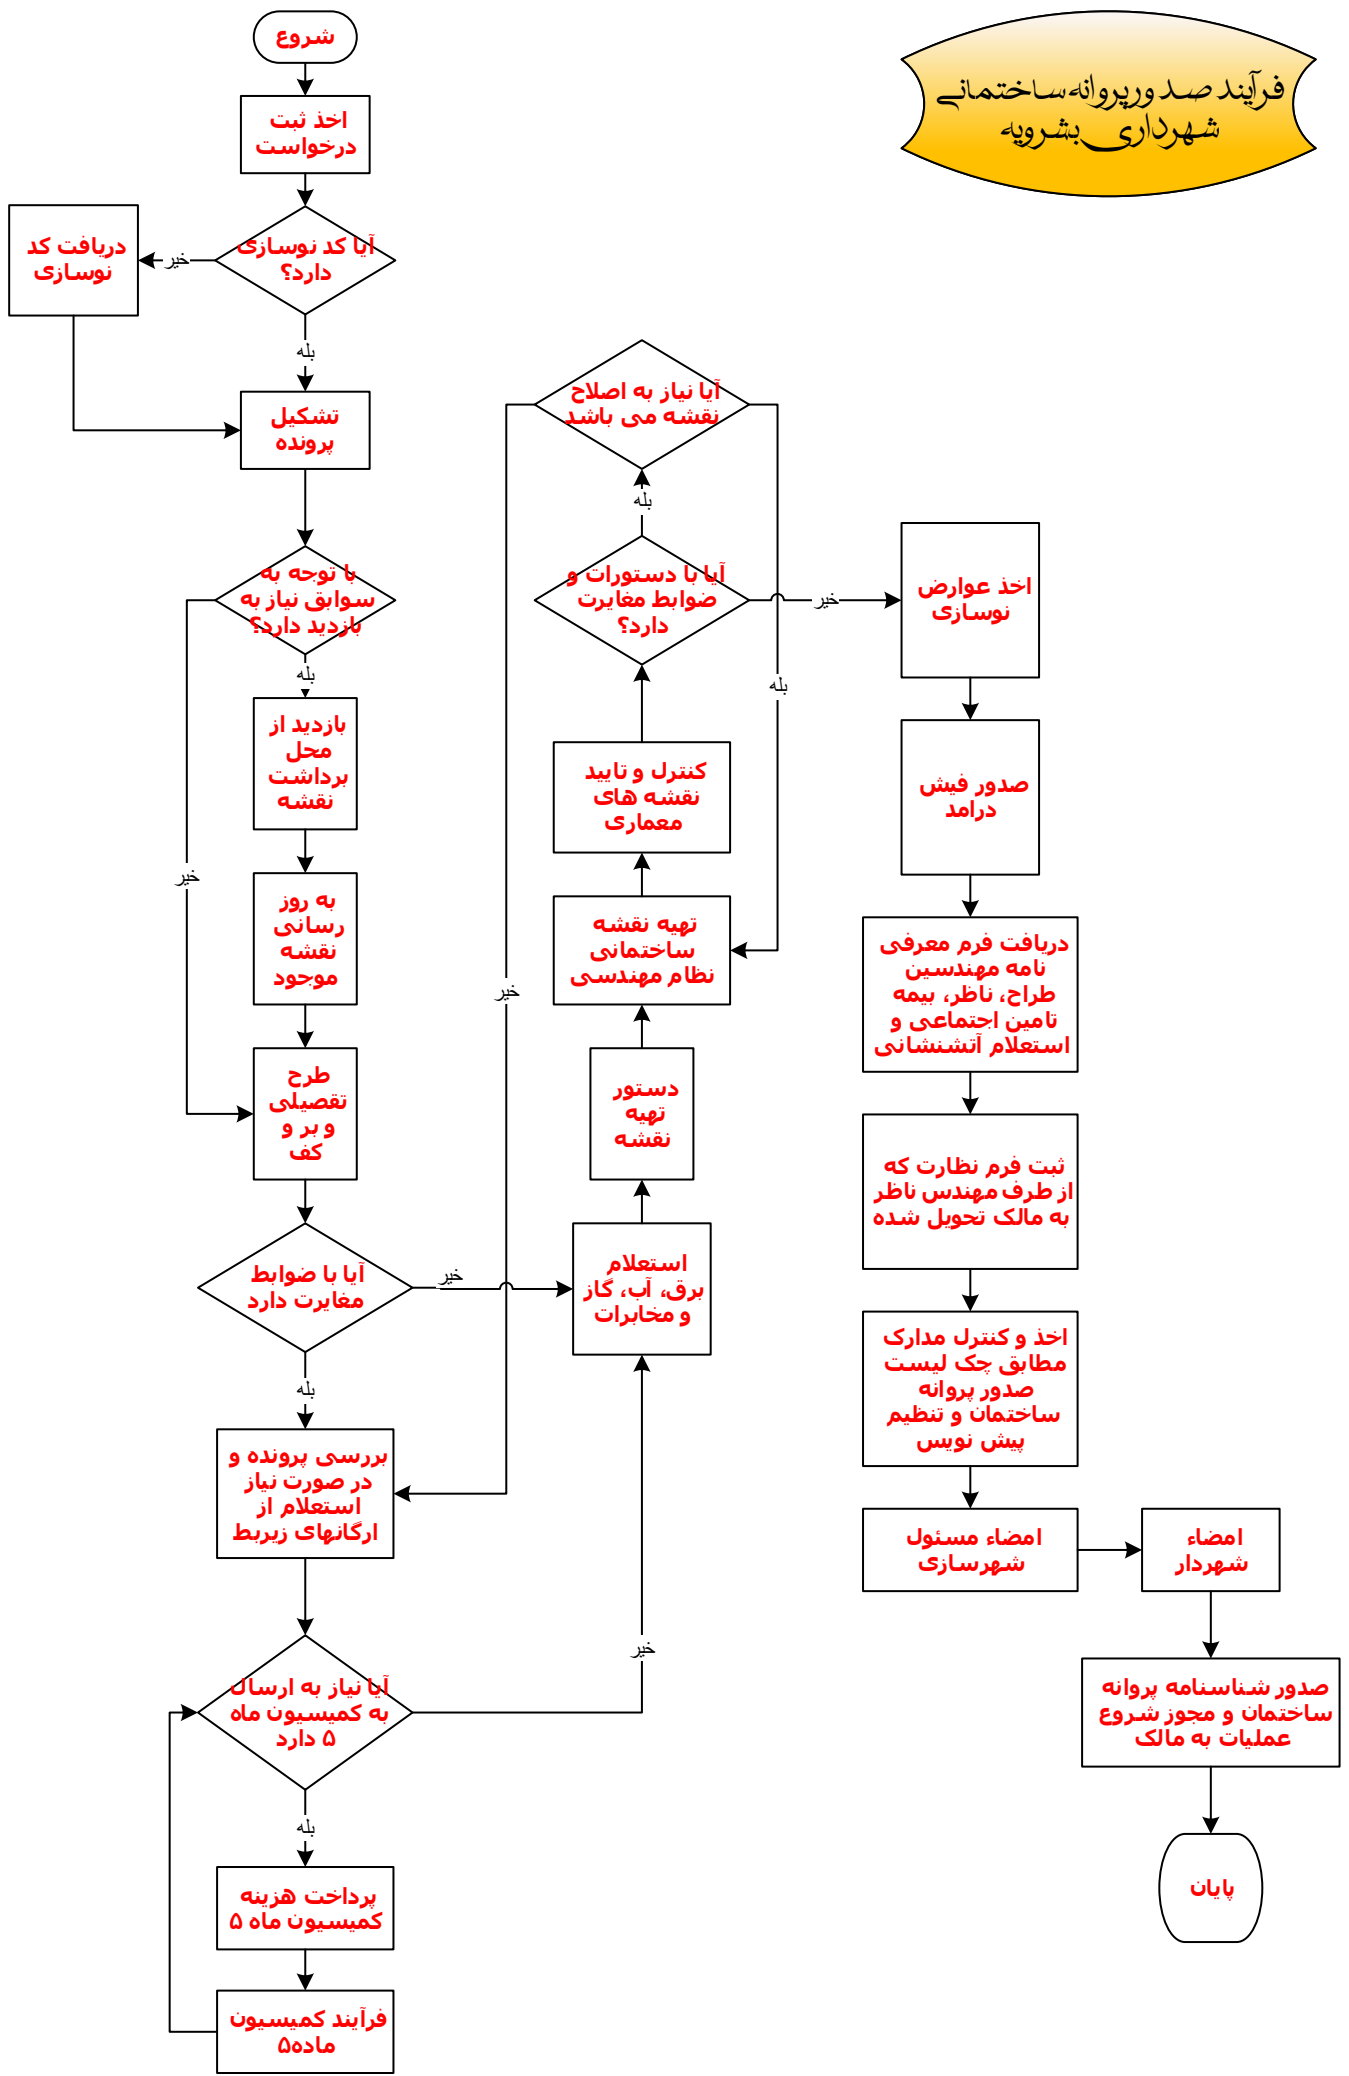 فرآیند صدور پروانه ساختمانی
شهرداری بشرویه
شروع
اخذ ثبت
درخواست
آیا کد نوسازی
دارد؟
خیر
دریافت کد
نوسازی
بله
تشکیل
پرونده
با توجه به
سوابق نیاز به
بازدید دارد؟
بله
خیر
بازدید از
محل
برداشت
نقشه
به روز
رسانی
نقشه
موجود
طرح
تفصیلی
و بر و
کف
آیا با ضوابط
مغایرت دارد
خیر
بله
بررسی پرونده و
در صورت نیاز
استعلام از
ارگانهای زیربط
آیا نیاز به ارسال
به کمیسیون ماه
۵ دارد
خیر
بله
پرداخت هزینه
کمیسیون ماه ۵
فرآیند کمیسیون
ماده۵
استعلام
برق، آب، گاز
و مخابرات
دستور
تهیه
نقشه
تهیه نقشه
ساختمانی
نظام مهندسی
کنترل و تایید
نقشه های
معماری
آیا با دستورات و
ضوابط مغایرت
دارد؟
بله
خیر
آیا نیاز به اصلاح
نقشه می باشد
بله
خیر
اخذ عوارض
نوسازی
صدور فیش
درامد
دریافت فرم معرفی
نامه مهندسین
طراح، ناظر، بیمه
تامین اجتماعی و
استعلام آتشنشانی
ثبت فرم نظارت که
از طرف مهندس ناظر
به مالک تحویل شده
اخذ و کنترل مدارک
مطابق چک لیست
صدور پروانه
ساختمان و تنظیم
پیش نویس
امضاء مسئول
شهرسازی
امضاء
شهردار
صدور شناسنامه پروانه
ساختمان و مجوز شروع
عملیات به مالک
پایان